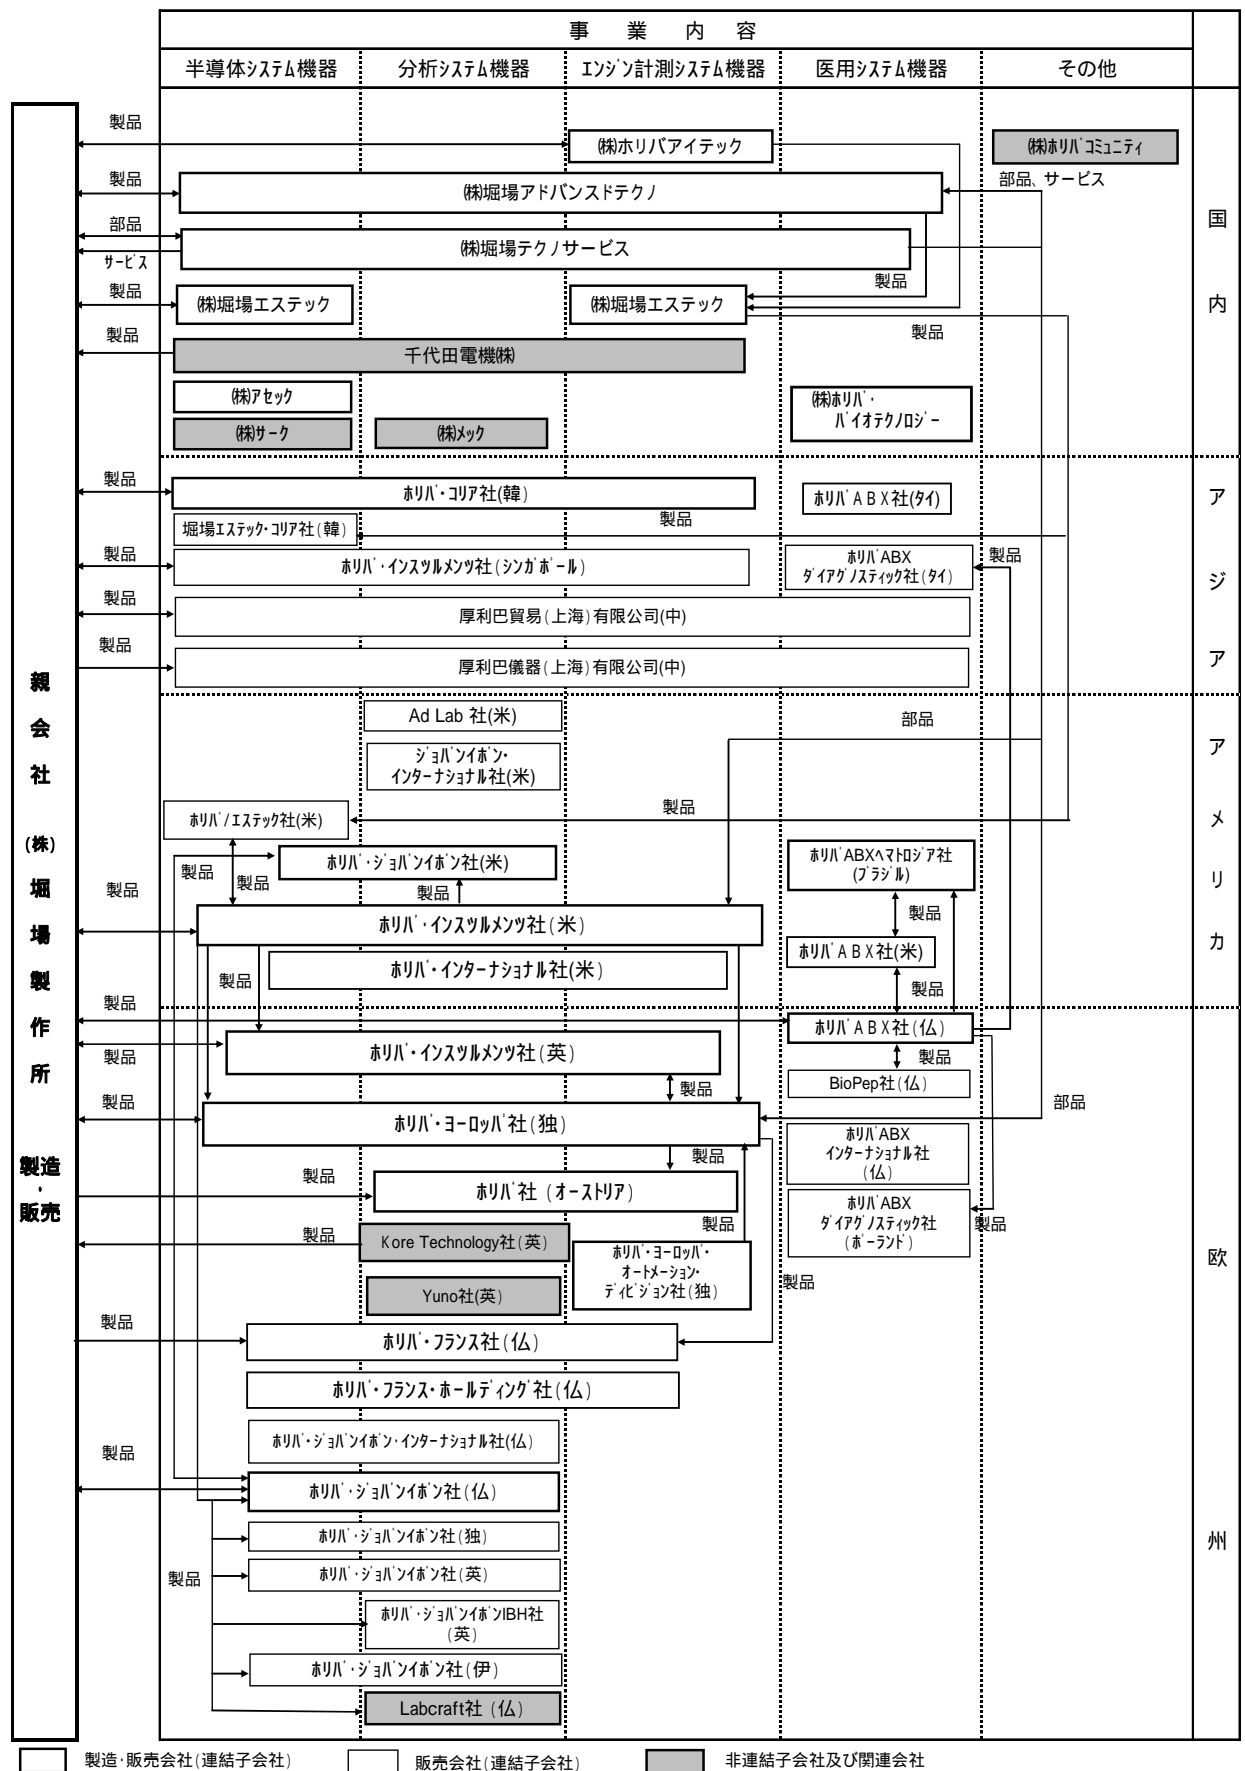 事業内容
半導体ｼｽﾃﾑ機器
分析ｼｽﾃﾑ機器
ｴﾝｼﾞﾝ計測ｼｽﾃﾑ機器
医用システム機器
その他
製品
㈱ホリバアイテック
㈱ﾎﾘﾊﾞｺﾐｭﾆﾃｨ
製品
㈱堀場アドバンスドテクノ
部品、サービス
部品
㈱堀場テクノサービス
ｻｰﾋﾞｽ
製品
製品
㈱堀場エステック
㈱堀場エステック
製品
製品
千代田電機㈱
㈱ｱｾｯｸ
㈱ﾎﾘﾊﾞ･
ﾊﾞｲｵﾃｸﾉﾛｼﾞｰ
㈱ｻｰｸ
㈱ﾒｯｸ
国
内
製品
ﾎﾘﾊﾞ･ｺﾘｱ社(韓)
ﾎﾘﾊﾞＡＢＸ社(ﾀｲ)
堀場ｴｽﾃｯｸ･ｺﾘｱ社(韓)
製品
製品
ﾎﾘﾊﾞ･ｲﾝｽﾂﾙﾒﾝﾂ社(ｼﾝｶﾞﾎﾟｰﾙ)
ﾎﾘﾊﾞABX
ﾀﾞｲｱｸﾞﾉｽﾃｨｯｸ社(ﾀｲ)
製品
製品
厚利巴貿易(上海)有限公司(中)
製品
厚利巴儀器(上海)有限公司(中)
ア
ジ
ア
Ad Lab 社(米)
部品
ｼﾞｮﾊﾞﾝｲﾎﾞﾝ･
ｲﾝﾀｰﾅｼｮﾅﾙ社(米)
製品
ﾎﾘﾊﾞ/ｴｽﾃｯｸ社(米)
製品
製品
ﾎﾘﾊﾞ･ｼﾞｮﾊﾞﾝｲﾎﾞﾝ社(米)
ﾎﾘﾊﾞABXﾍﾏﾄﾛｼﾞｱ社
(ﾌﾞﾗｼﾞﾙ)
製品
製品
ﾎﾘﾊﾞ･ｲﾝｽﾂﾙﾒﾝﾂ社(米)
製品
ﾎﾘﾊﾞＡＢＸ社(米)
製品
ﾎﾘﾊﾞ･ｲﾝﾀｰﾅｼｮﾅﾙ社(米)
製品
ア
メ
リ
カ
製品
ﾎﾘﾊﾞＡＢＸ社(仏)
製品
ﾎﾘﾊﾞ･ｲﾝｽﾂﾙﾒﾝﾂ社(英)
製品
BioPep社(仏)
製品
製品
ﾎﾘﾊﾞ･ﾖｰﾛｯﾊﾟ社(独)
部品
ﾎﾘﾊﾞABX
ｲﾝﾀｰﾅｼｮﾅﾙ社
(仏)
製品
製品
ﾎﾘﾊﾞ社(ｵｰｽﾄﾘｱ)
ﾎﾘﾊﾞABX
ﾀﾞｲｱｸﾞﾉｽﾃｨｯｸ社
(ﾎﾟｰﾗﾝﾄﾞ)
製品
製品
製品
Kore Technology社(英)
ﾎﾘﾊﾞ･ﾖｰﾛｯﾊﾟ･
ｵｰﾄﾒｰｼｮﾝ･
ﾃﾞｨﾋﾞｼﾞｮﾝ社(独)
製品
Yuno社(英)
製品
ﾎﾘﾊﾞ･ﾌﾗﾝｽ社(仏)
ﾎﾘﾊﾞ･ﾌﾗﾝｽ･ﾎｰﾙﾃﾞｨﾝｸﾞ社(仏)
ﾎﾘﾊﾞ･ｼﾞｮﾊﾞﾝｲﾎﾞﾝ･ｲﾝﾀｰﾅｼｮﾅﾙ社(仏)
製品
ﾎﾘﾊﾞ･ｼﾞｮﾊﾞﾝｲﾎﾞﾝ社(仏)
ﾎﾘﾊﾞ･ｼﾞｮﾊﾞﾝｲﾎﾞﾝ社(独)
製品
ﾎﾘﾊﾞ･ｼﾞｮﾊﾞﾝｲﾎﾞﾝ社(英)
ﾎﾘﾊﾞ･ｼﾞｮﾊﾞﾝｲﾎﾞﾝIBH社
(英)
ﾎﾘﾊﾞ･ｼﾞｮﾊﾞﾝｲﾎﾞﾝ社(伊)
Labcraft社(仏)
欧
州
親会社
(株)堀場製作所
製造・販売
製造･販売会社(連結子会社)
販売会社(連結子会社)
非連結子会社及び関連会社